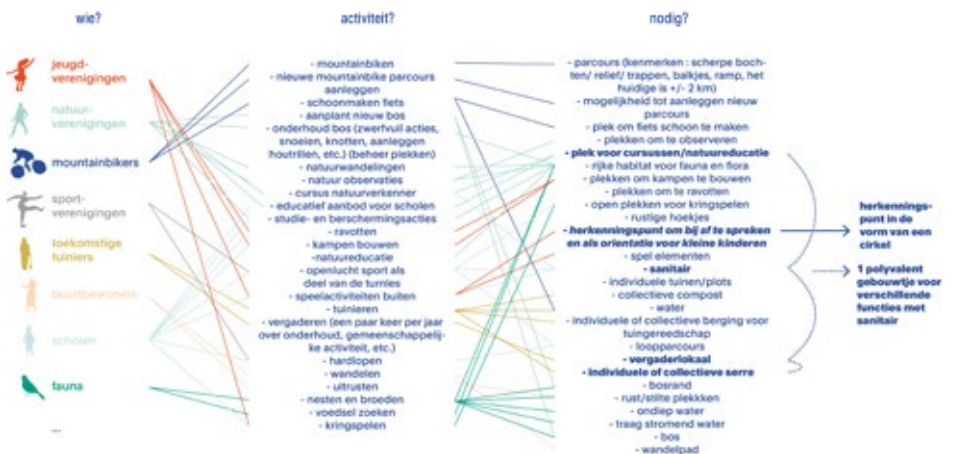 wie?
activiteit?
nodig?
jeugd-
verenigingen
natuur-
verenigingen
mountainbikers
sport-
verenigingen
toekomstige
tuiniers
buurtbewoners
scholen
fauna
...
- mountainbiken
- nieuwe mountainbike parcours
aanleggen
- schoonmaken fiets
- aanplant nieuw bos
- onderhoud bos (zwerfvuil acties,
snoeien, knotten, aanleggen
houtrillen, etc.) (beheer plekken)
- natuurwandelingen
- natuur observaties
- cursus natuurverkenner
- educatief aanbod voor scholen
- studie- en berschermingsacties
- ravotten
- kampen bouwen
- natuureducatie
- openlucht sport als
deel van de turnles
- speelactiviteiten buiten
- tuinieren
- vergaderen (een paar keer per jaar
over onderhoud, gemeenschappelij-
ke activiteit, etc.)
- hardlopen
- wandelen
- uitrusten
- nesten en broeden
- voedsel zoeken
- kringspelen
- parcours (kenmerken : scherpe boch-
ten/ relief/ trappen, balkjes, ramp, het
huidige is +/- 2 km)
- mogelijkheid tot aanleggen nieuw
parcours
- plek om fiets schoon te maken
- plekken om te observeren
- plek voor cursussen/natuureducatie
- rijke habitat voor fauna en flora
- plekken om kampen te bouwen
- plekken om te ravotten
- open plekken voor kringspelen
- rustige hoekjes
- herkenningspunt om bij af te spreken
en als orientatie voor kleine kinderen
- spel elementen
- sanitair
- individuele tuinen/plots
- collectieve compost
- water
- individuele of collectieve berging voor
tuingereedschap
- loopparcours
- vergaderlokaal
- individuele of collectieve serre
- bosrand
- rust/stilte plekkken
- ondiep water
- traag stromend water
- bos
- wandelpad
herkennings-
punt in de
vorm van een
cirkel
1 polyvalent
gebouwtje voor
verschillende
functies met
sanitair